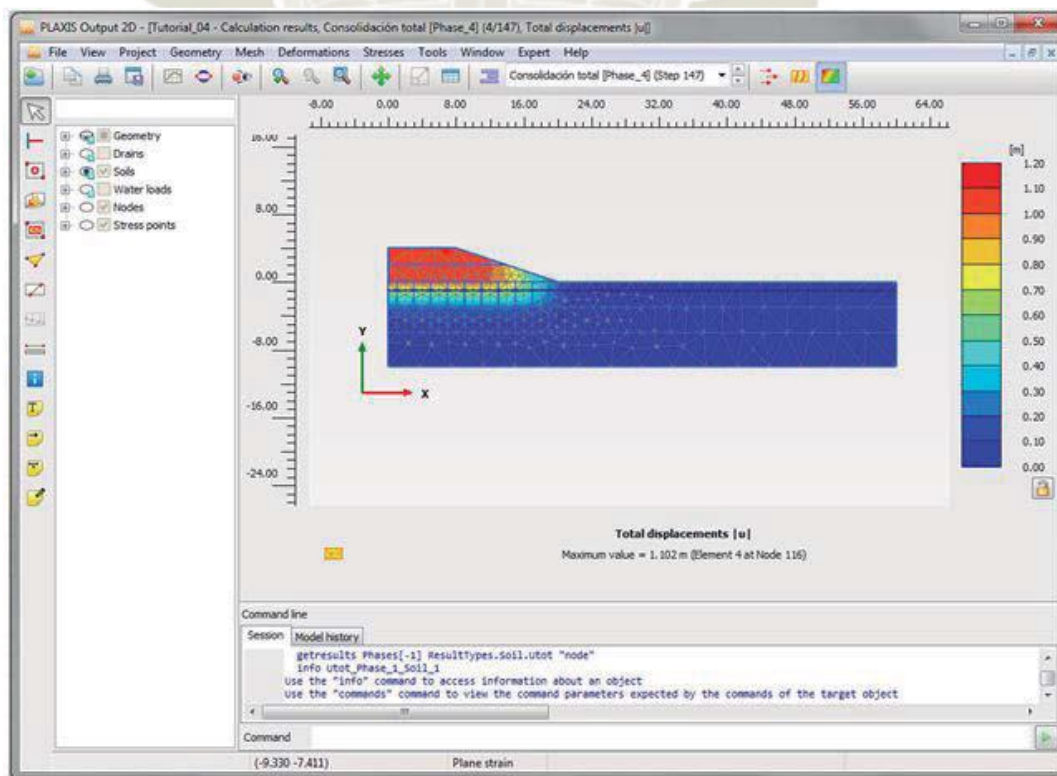 PLAXIS Output 2D - [Tutorial_04 - Calculation results, Consolidación total [Phase_4] (4/147), Total displacements |u|]
File View Project Geometry Mesh Deformations Stresses Tools Window Expert Help
Consolidación total [Phase_4] (Step 147)
-8.00 0.00 8.00 16.00 24.00 32.00 40.00 48.00 56.00 64.00
Geometry
Drains
Soils
Water loads
Nodes
Stress points
16.00
8.00
0.00
-8.00
-16.00
-24.00
Y
X
[m]
1.20
1.10
1.00
0.90
0.80
0.70
0.60
0.50
0.40
0.30
0.20
0.10
0.00
Total displacements |u|
Maximum value = 1.102 m (Element 4 at Node 116)
Command line
Session Model history
getresults Phases[-1] ResultTypes.Soil.Utot "node"
info Utot_Phase_1_Soil_1
Use the "info" command to access information about an object
Use the "commands" command to view the command parameters expected by the commands of the target object
Command
(-9.330 -7.411) Plane strain